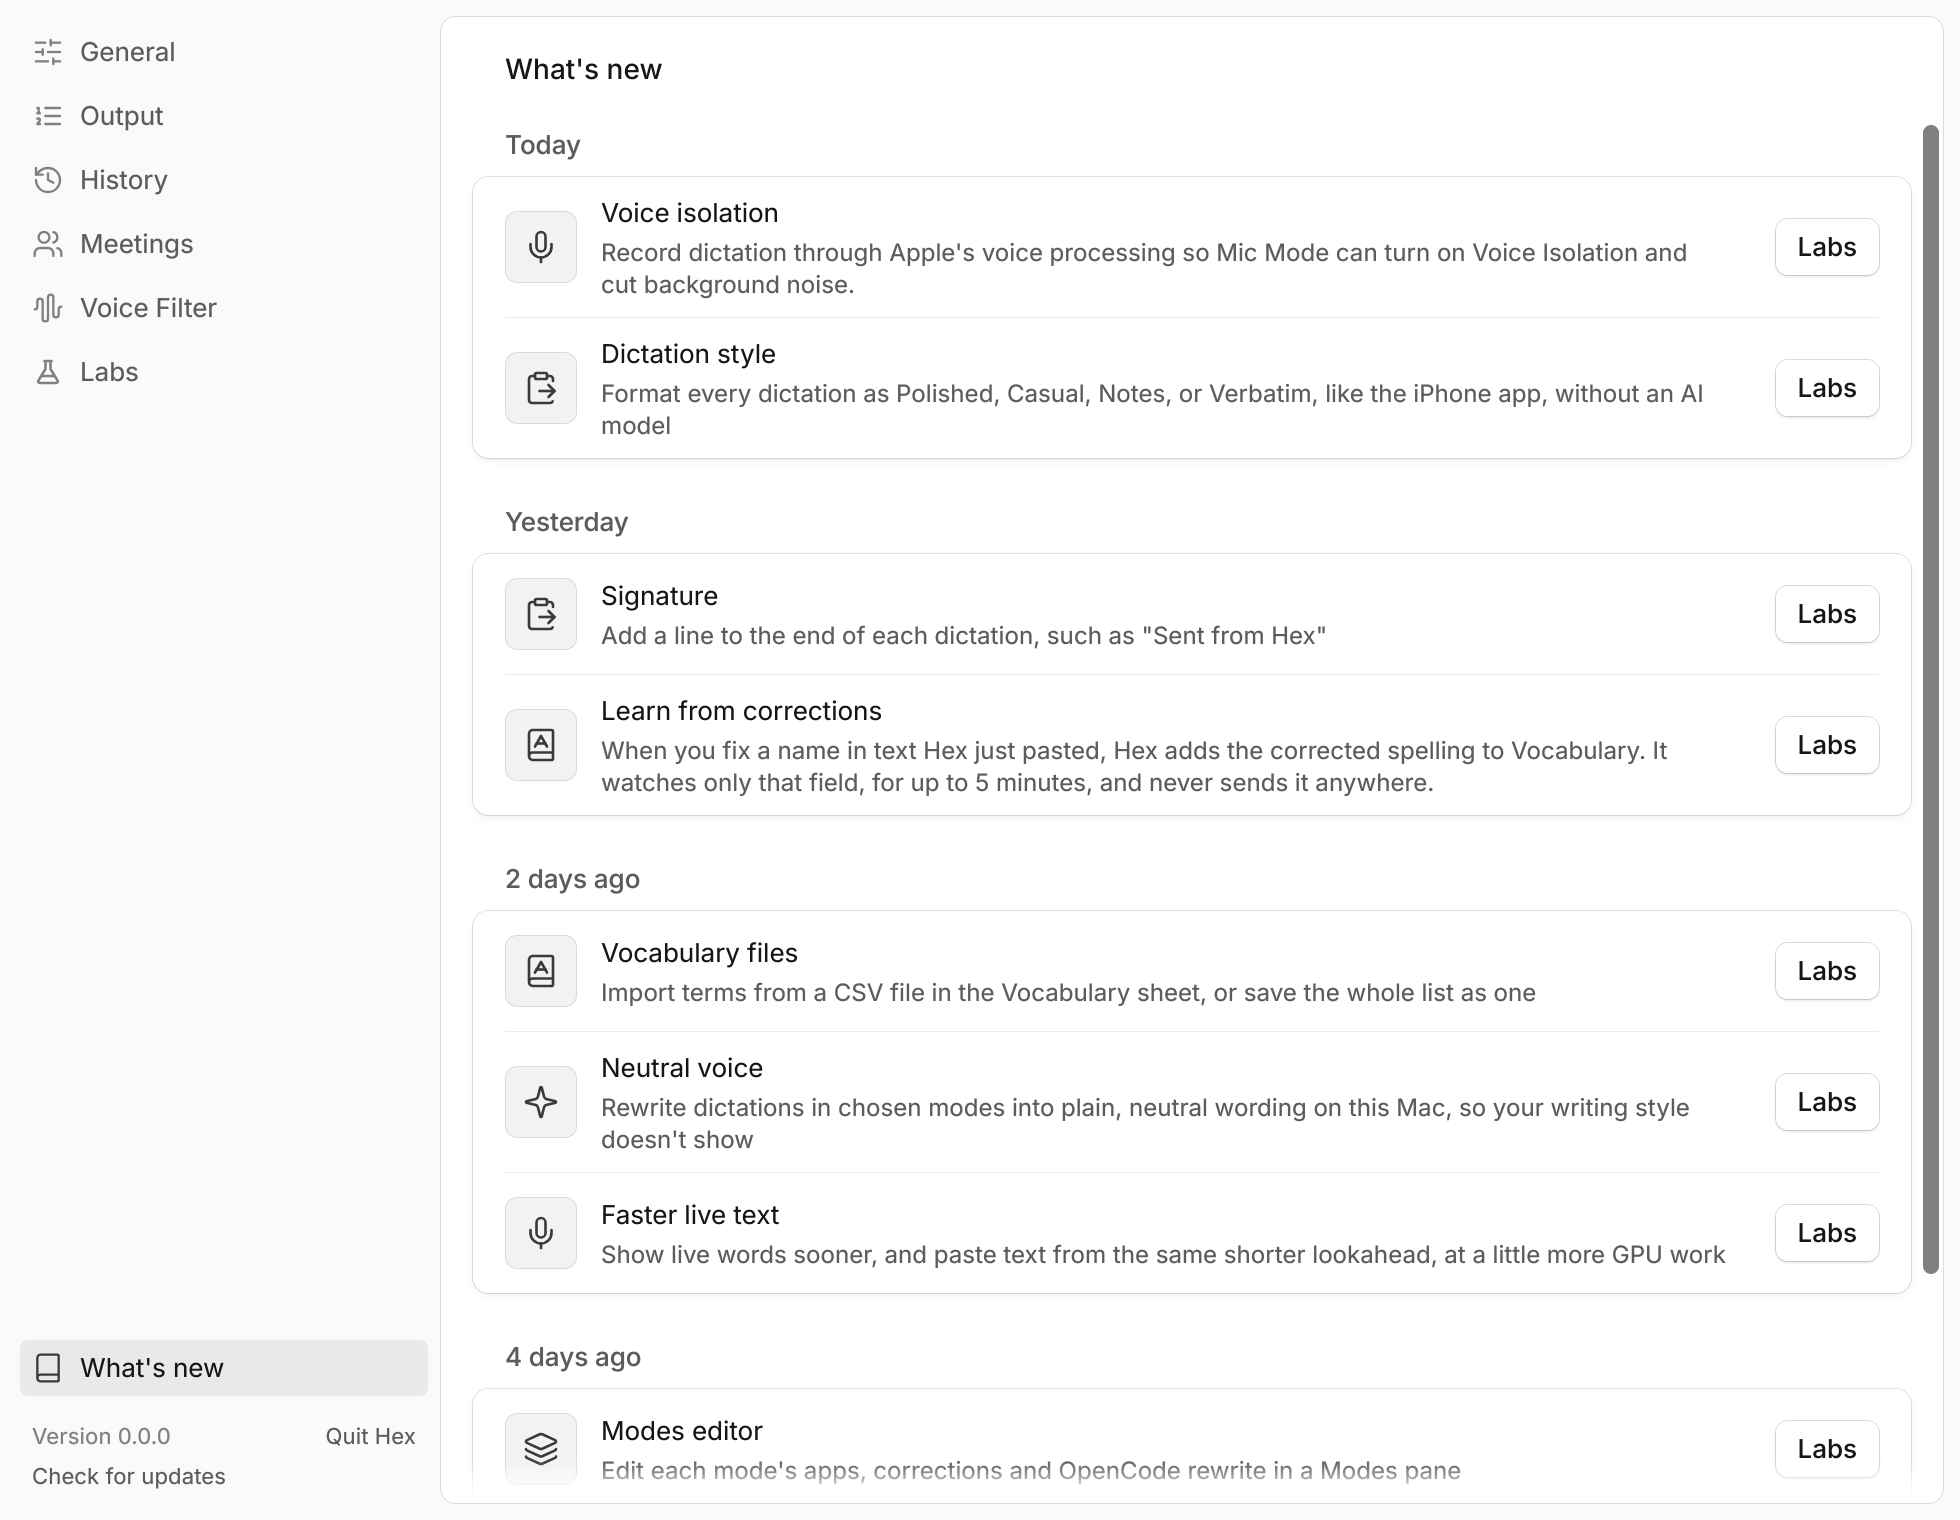 General
Output
History
Meetings
Voice Filter
Labs
What's new
Version 0.0.0
Quit Hex
Check for updates
What's new
Today
Voice isolation
Record dictation through Apple's voice processing so Mic Mode can turn on Voice Isolation and
cut background noise.
Labs
Dictation style
Format every dictation as Polished, Casual, Notes, or Verbatim, like the iPhone app, without an AI
model
Labs
Yesterday
Signature
Add a line to the end of each dictation, such as "Sent from Hex"
Labs
Learn from corrections
When you fix a name in text Hex just pasted, Hex adds the corrected spelling to Vocabulary. It
watches only that field, for up to 5 minutes, and never sends it anywhere.
Labs
2 days ago
Vocabulary files
Import terms from a CSV file in the Vocabulary sheet, or save the whole list as one
Labs
Neutral voice
Rewrite dictations in chosen modes into plain, neutral wording on this Mac, so your writing style
doesn't show
Labs
Faster live text
Show live words sooner, and paste text from the same shorter lookahead, at a little more GPU work
Labs
4 days ago
Modes editor
Edit each mode's apps, corrections and OpenCode rewrite in a Modes pane
Labs